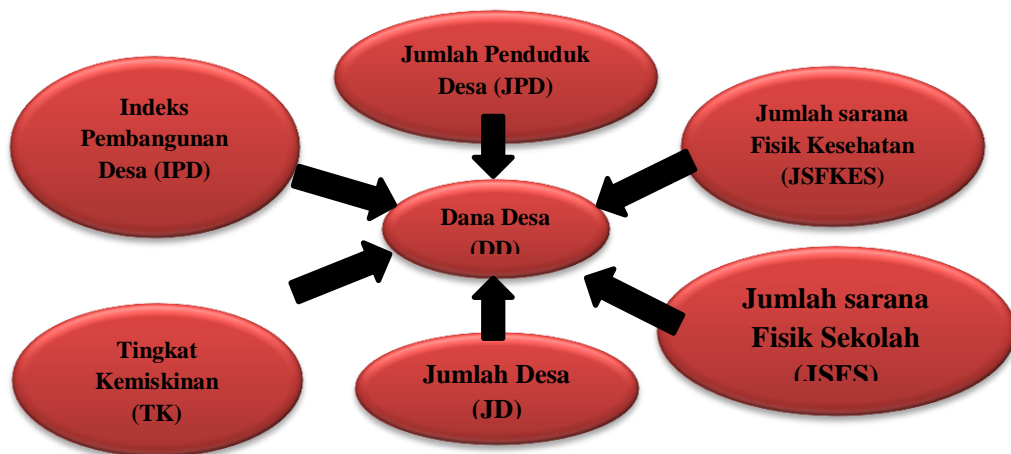 Jumlah Penduduk
Desa (JPD)
Indeks
Pembangunan
Desa (IPD)
Jumlah sarana
Fisik Kesehatan
(JSFKES)
Dana Desa
(DD)
Tingkat
Kemiskinan
(TK)
Jumlah Desa
(JD)
Jumlah sarana
Fisik Sekolah
(JSFS)